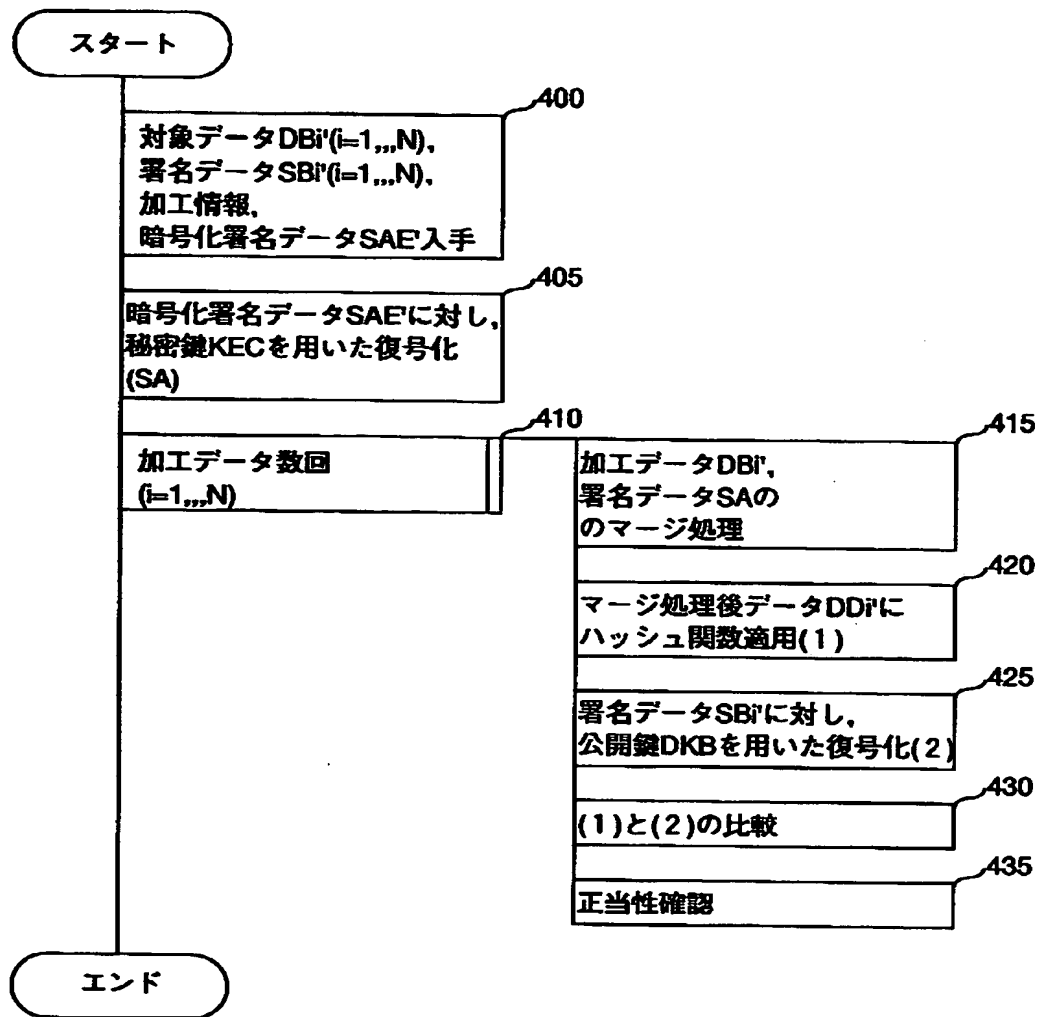 スタート
400
対象データDBi'(i=1,,,N),
署名データSBi'(i=1,,,N),
加工情報,
暗号化署名データSAE'入手
405
暗号化署名データSAE'に対し,
秘密鍵KECを用いた復号化
(SA)
410
加工データ数回
(i=1,,,N)
415
加工データDBi',
署名データSAの
のマージ処理
420
マージ処理後データDDi'に
ハッシュ関数適用(1)
425
署名データSBi'に対し,
公開鍵DKBを用いた復号化(2)
430
(1)と(2)の比較
435
正当性確認
エンド